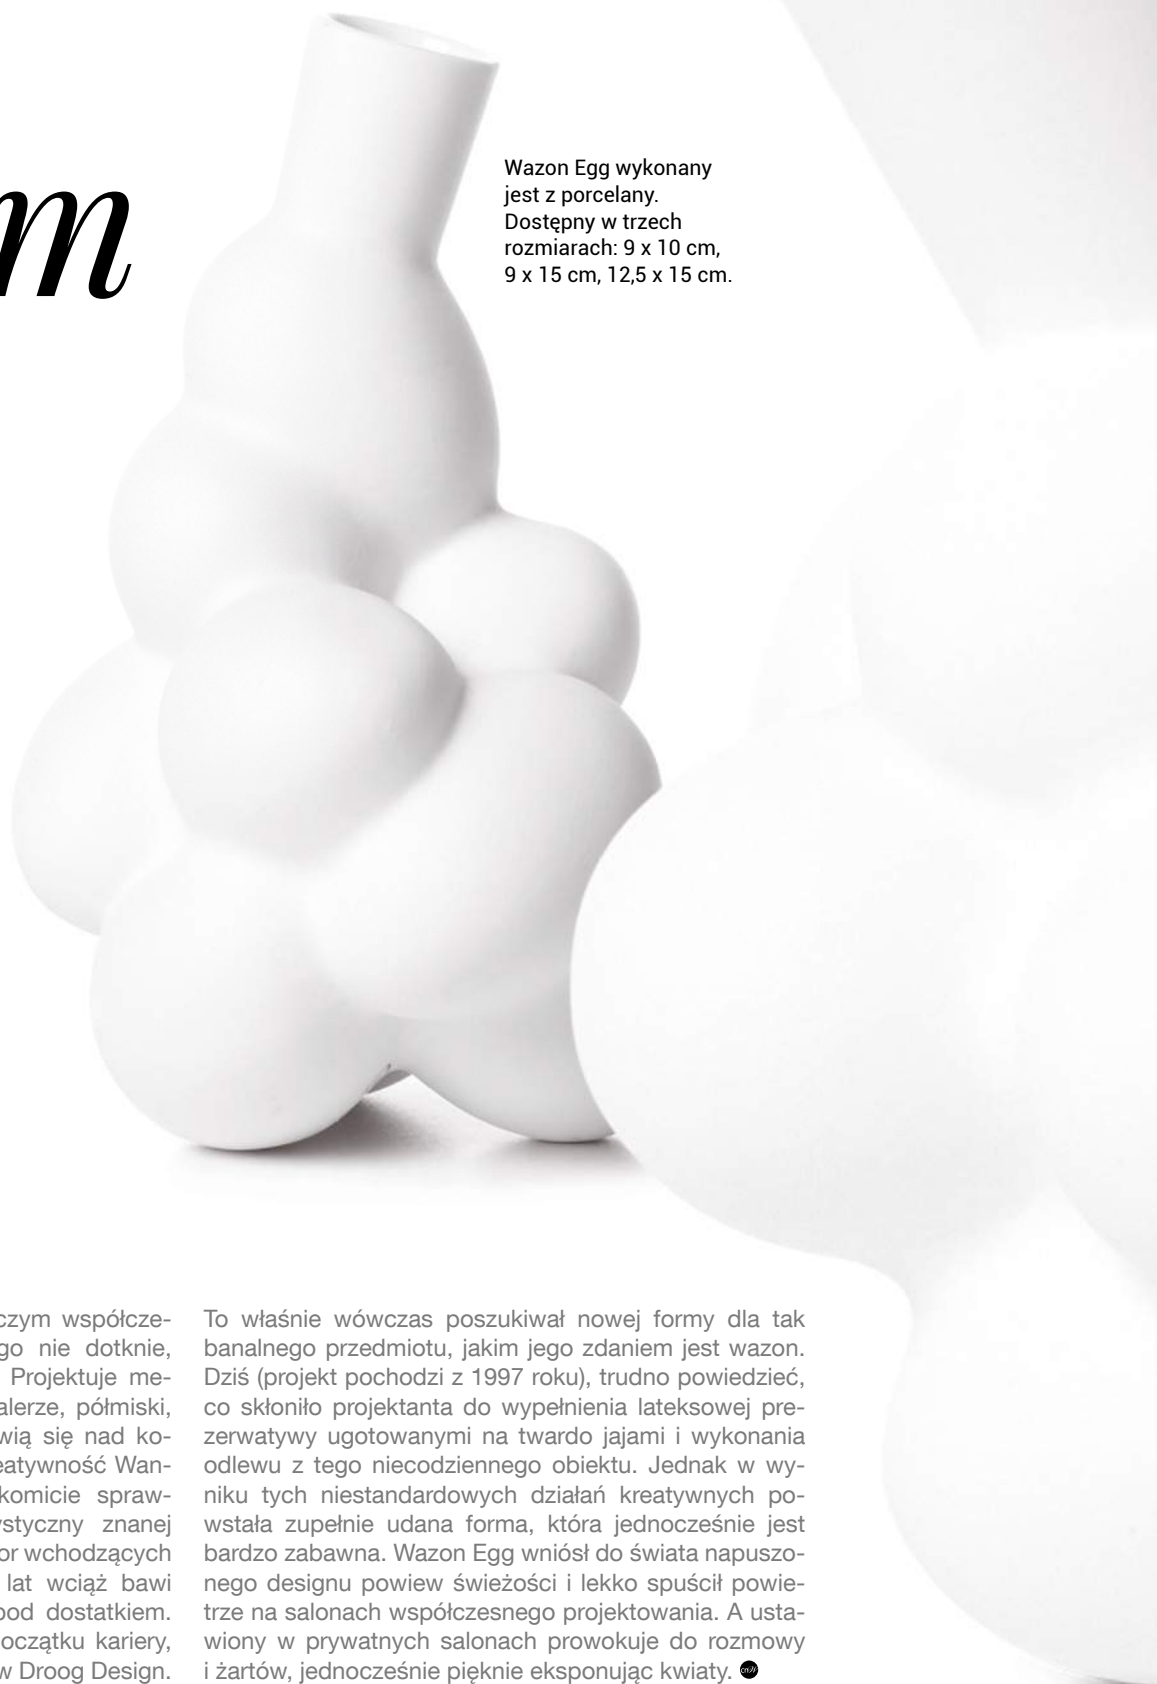 m
Wazon Egg wykonany
jest z porcelany.
Dostępny w trzech
rozmiarach: 9 x 10 cm,
9 x 15 cm, 12,5 x 15 cm.
czym współcze-
go nie dotknie,
Projektuje me-
alerze, półmiski,
wią się nad ko-
eatywność Wan-
komicie spraw-
ystyczny znanej
or wchodzących
lat wciąż bawi
pod dostatkiem.
oczątku kariery,
w Droog Design.
To właśnie wówczas poszukiwał nowej formy dla tak
banalnego przedmiotu, jakim jego zdaniem jest wazon.
Dziś (projekt pochodzi z 1997 roku), trudno powiedzieć,
co skłoniło projektanta do wypełnienia lateksowej pre-
zerwatywy ugotowanymi na twardo jajami i wykonania
odlewu z tego niecodziennego obiektu. Jednak w wy-
niku tych niestandardowych działań kreatywnych po-
wstała zupełnie udana forma, która jednocześnie jest
bardzo zabawna. Wazon Egg wniósł do świata napuszo-
nego designu powiew świeżości i lekko spuścił powie-
trze na salonach współczesnego projektowania. A usta-
wiony w prywatnych salonach prowokuje do rozmowy
i żartów, jednocześnie pięknie eksponując kwiaty.